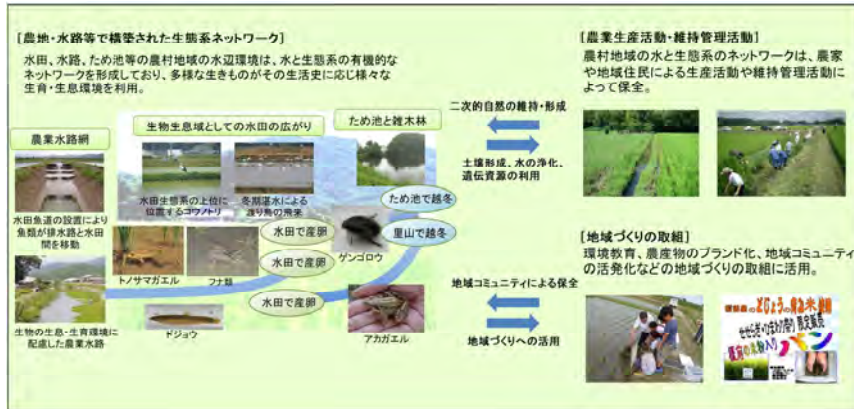 ［農地・水路等で構築された生態系ネットワーク］
水田、水路、ため池等の農村地域の水辺環境は、水と生態系の有機的な
ネットワークを形成しており、多様な生きものがその生活史に応じ様々な
生育・生息環境を利用。
農業水路網
水田魚道の設置により
魚類が排水路と水田
間を移動
生物の生息・生育環境に
配慮した農業水路
生物生息域としての水田の広がり
水田生態系の上位に
位置するコウノトリ
冬期湛水による
渡り鳥の飛来
ため池と雑木林
ため池で越冬
里山で越冬
水田で産卵
水田で産卵
水田で産卵
トノサマガエル
フナ類
ゲンゴロウ
ドジョウ
アカガエル
二次的自然の維持・形成
土壌形成、水の浄化、
遺伝資源の利用
地域コミュニティによる保全
地域づくりへの活用
［農業生産活動・維持管理活動］
農村地域の水と生態系のネットワークは、農家
や地域住民による生産活動や維持管理活動に
よって保全。
［地域づくりの取組］
環境教育、農産物のブランド化、地域コミュニティ
の活発化などの地域づくりの取組に活用。
どじょうの育む米
限定販売
パン